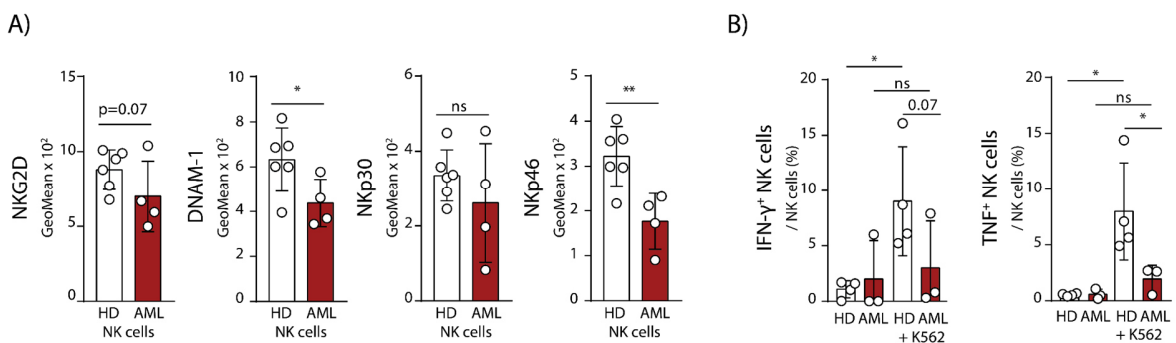 A)
NKG2D
GeoMean x 10²
15
10
5
0
p=0.07
HD AML
NK cells
DNAM-1
GeoMean x 10²
10
8
6
4
2
0
*
HD AML
NK cells
NKp30
GeoMean x 10²
6
4
2
0
ns
HD AML
NK cells
NKp46
GeoMean x 10²
5
4
3
2
1
0
**
HD AML
NK cells
B)
IFN-γ⁺ NK cells
/ NK cells (%)
20
15
10
5
0
*
ns
0.07
HD AML HD AML
+ K562
TNF⁺ NK cells
/ NK cells (%)
20
15
10
5
0
*
ns
*
HD AML HD AML
+ K562